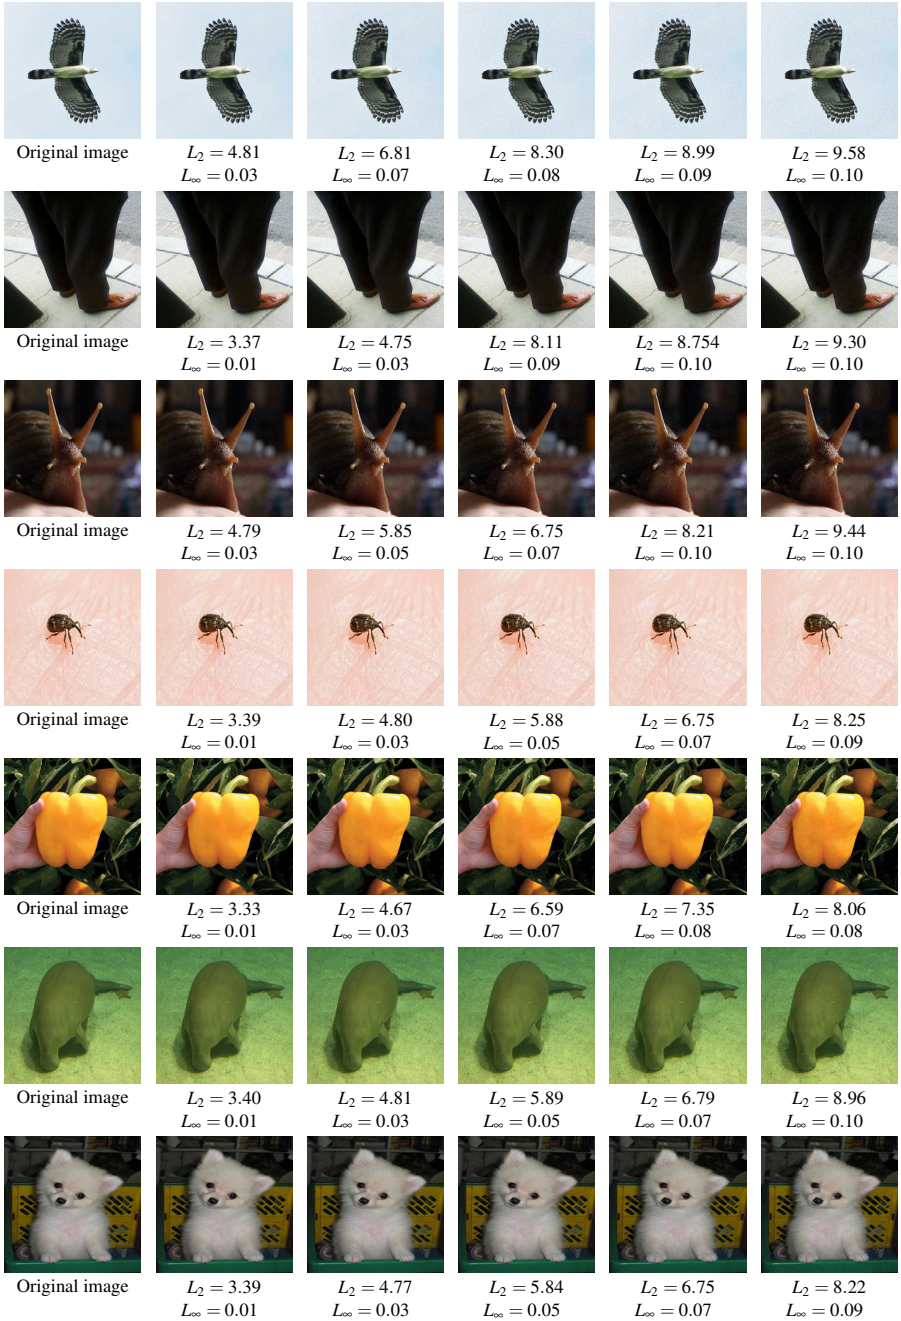 Original image L₂ = 4.81 L₂ = 6.81 L₂ = 8.30 L₂ = 8.99 L₂ = 9.58
L∞ = 0.03 L∞ = 0.07 L∞ = 0.08 L∞ = 0.09 L∞ = 0.10
Original image L₂ = 3.37 L₂ = 4.75 L₂ = 8.11 L₂ = 8.754 L₂ = 9.30
L∞ = 0.01 L∞ = 0.03 L∞ = 0.09 L∞ = 0.10 L∞ = 0.10
Original image L₂ = 4.79 L₂ = 5.85 L₂ = 6.75 L₂ = 8.21 L₂ = 9.44
L∞ = 0.03 L∞ = 0.05 L∞ = 0.07 L∞ = 0.10 L∞ = 0.10
Original image L₂ = 3.39 L₂ = 4.80 L₂ = 5.88 L₂ = 6.75 L₂ = 8.25
L∞ = 0.01 L∞ = 0.03 L∞ = 0.05 L∞ = 0.07 L∞ = 0.09
Original image L₂ = 3.33 L₂ = 4.67 L₂ = 6.59 L₂ = 7.35 L₂ = 8.06
L∞ = 0.01 L∞ = 0.03 L∞ = 0.07 L∞ = 0.08 L∞ = 0.08
Original image L₂ = 3.40 L₂ = 4.81 L₂ = 5.89 L₂ = 6.79 L₂ = 8.96
L∞ = 0.01 L∞ = 0.03 L∞ = 0.05 L∞ = 0.07 L∞ = 0.10
Original image L₂ = 3.39 L₂ = 4.77 L₂ = 5.84 L₂ = 6.75 L₂ = 8.22
L∞ = 0.01 L∞ = 0.03 L∞ = 0.05 L∞ = 0.07 L∞ = 0.09